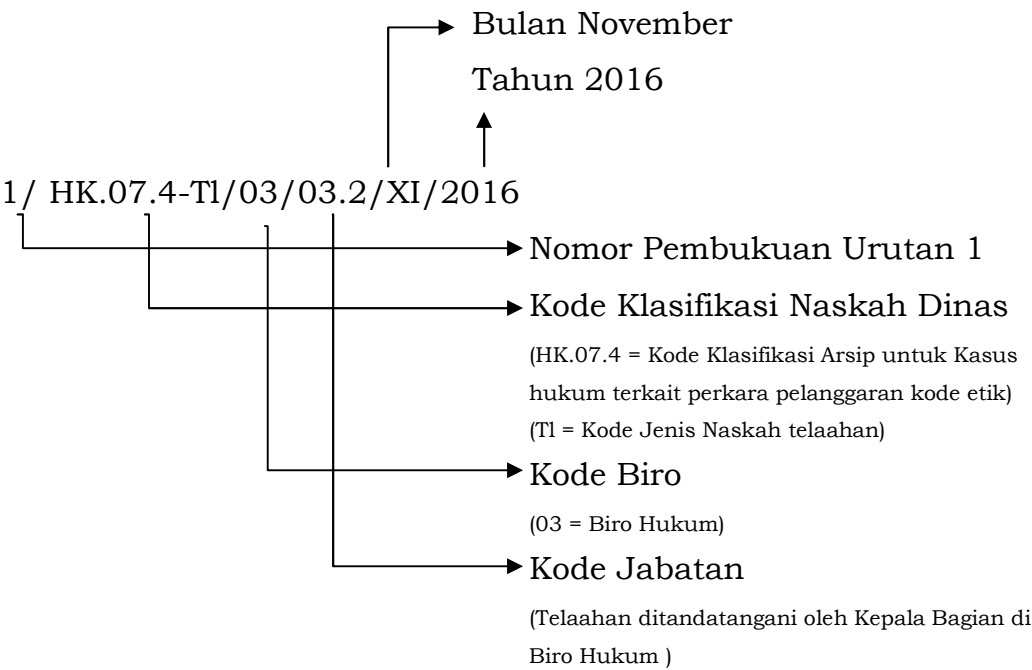 Bulan November
Tahun 2016
1/ HK.07.4-Tl/03/03.2/XI/2016
Nomor Pembukuan Urutan 1
Kode Klasifikasi Naskah Dinas
(HK.07.4 = Kode Klasifikasi Arsip untuk Kasus
hukum terkait perkara pelanggaran kode etik)
(Tl = Kode Jenis Naskah telaahan)
Kode Biro
(03 = Biro Hukum)
Kode Jabatan
(Telaahan ditandatangani oleh Kepala Bagian di
Biro Hukum )